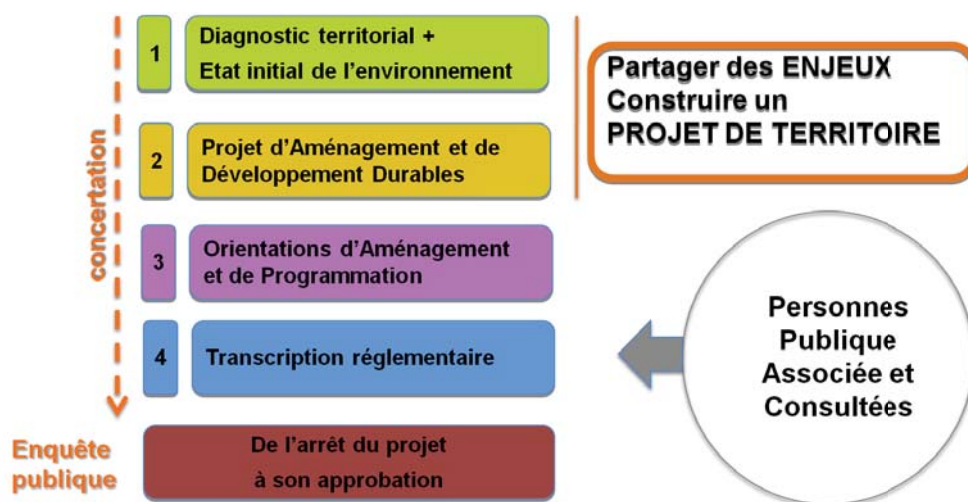 1
Diagnostic territorial +
Etat initial de l'environnement
Partager des ENJEUX
Construire un
PROJET DE TERRITOIRE
concertation
2
Projet d'Aménagement et de
Développement Durables
3
Orientations d'Aménagement
et de Programmation
4
Transcription réglementaire
Personnes
Publique
Associée et
Consultées
Enquête
publique
De l'arrêt du projet
à son approbation